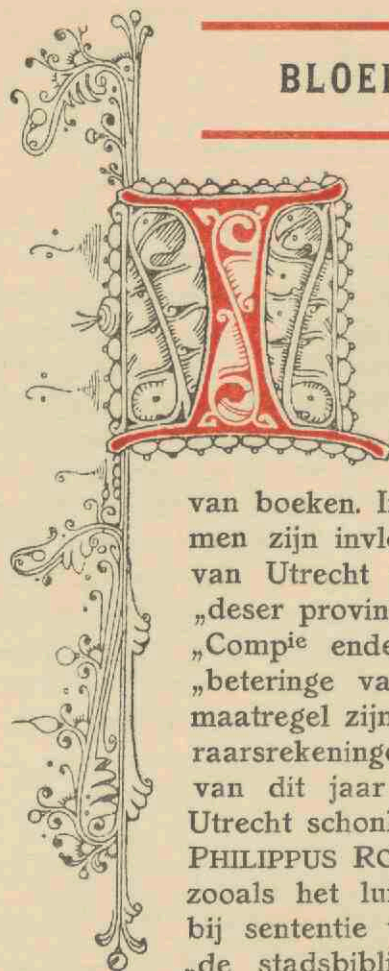 BLOE
I
van boeken. I
men zijn invl
van Utrecht
„deser provin
„Compie ende
„beteringe va
maatregel zijn
raarsrekeninge
van dit jaar
Utrecht schon
PHILIPPUS RO
zooals het lu
bij sententie
„de stadsbibl